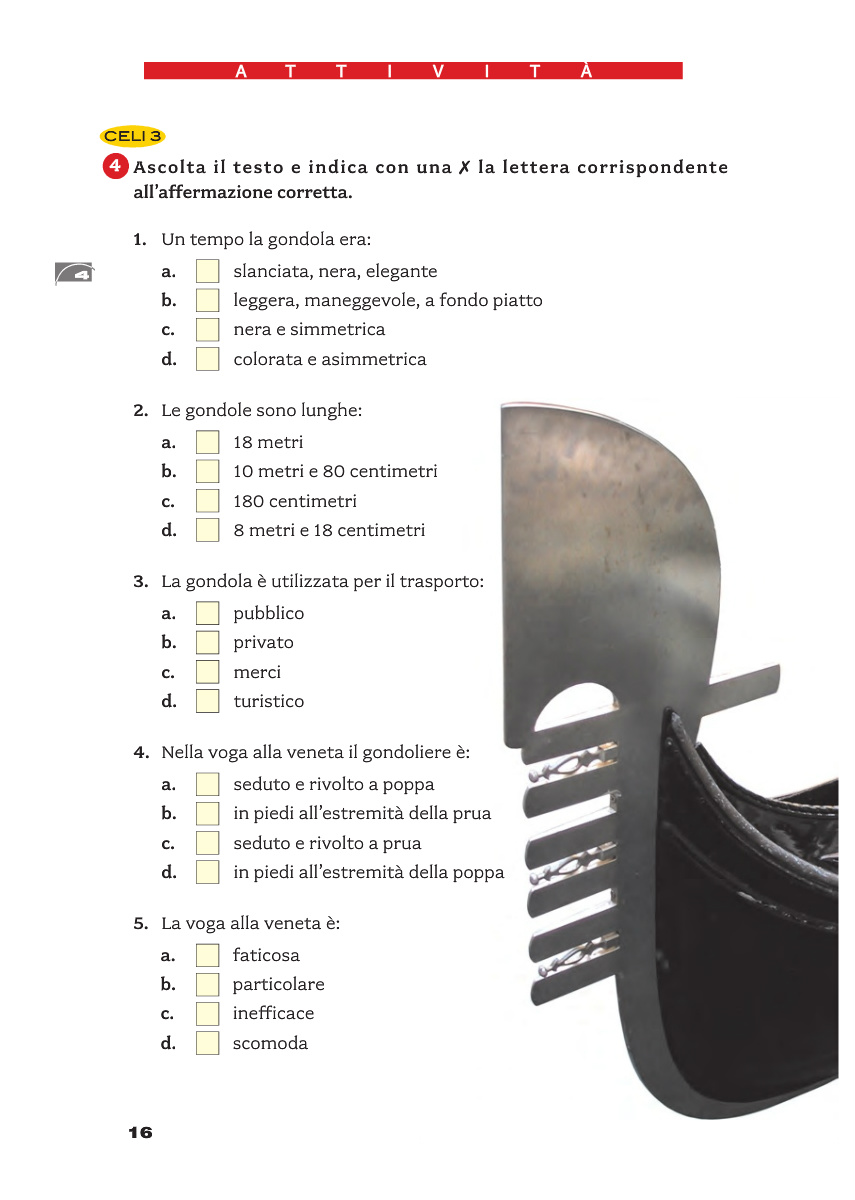 ATTIVITÀ
CELI 3
4 Ascolta il testo e indica con una ✗ la lettera corrispondente
all'affermazione corretta.
1. Un tempo la gondola era:
4
a. slanciata, nera, elegante
b. leggera, maneggevole, a fondo piatto
c. nera e simmetrica
d. colorata e asimmetrica
2. Le gondole sono lunghe:
a. 18 metri
b. 10 metri e 80 centimetri
c. 180 centimetri
d. 8 metri e 18 centimetri
3. La gondola è utilizzata per il trasporto:
a. pubblico
b. privato
c. merci
d. turistico
4. Nella voga alla veneta il gondoliere è:
a. seduto e rivolto a poppa
b. in piedi all'estremità della prua
c. seduto e rivolto a prua
d. in piedi all'estremità della poppa
5. La voga alla veneta è:
a. faticosa
b. particolare
c. inefficace
d. scomoda
16